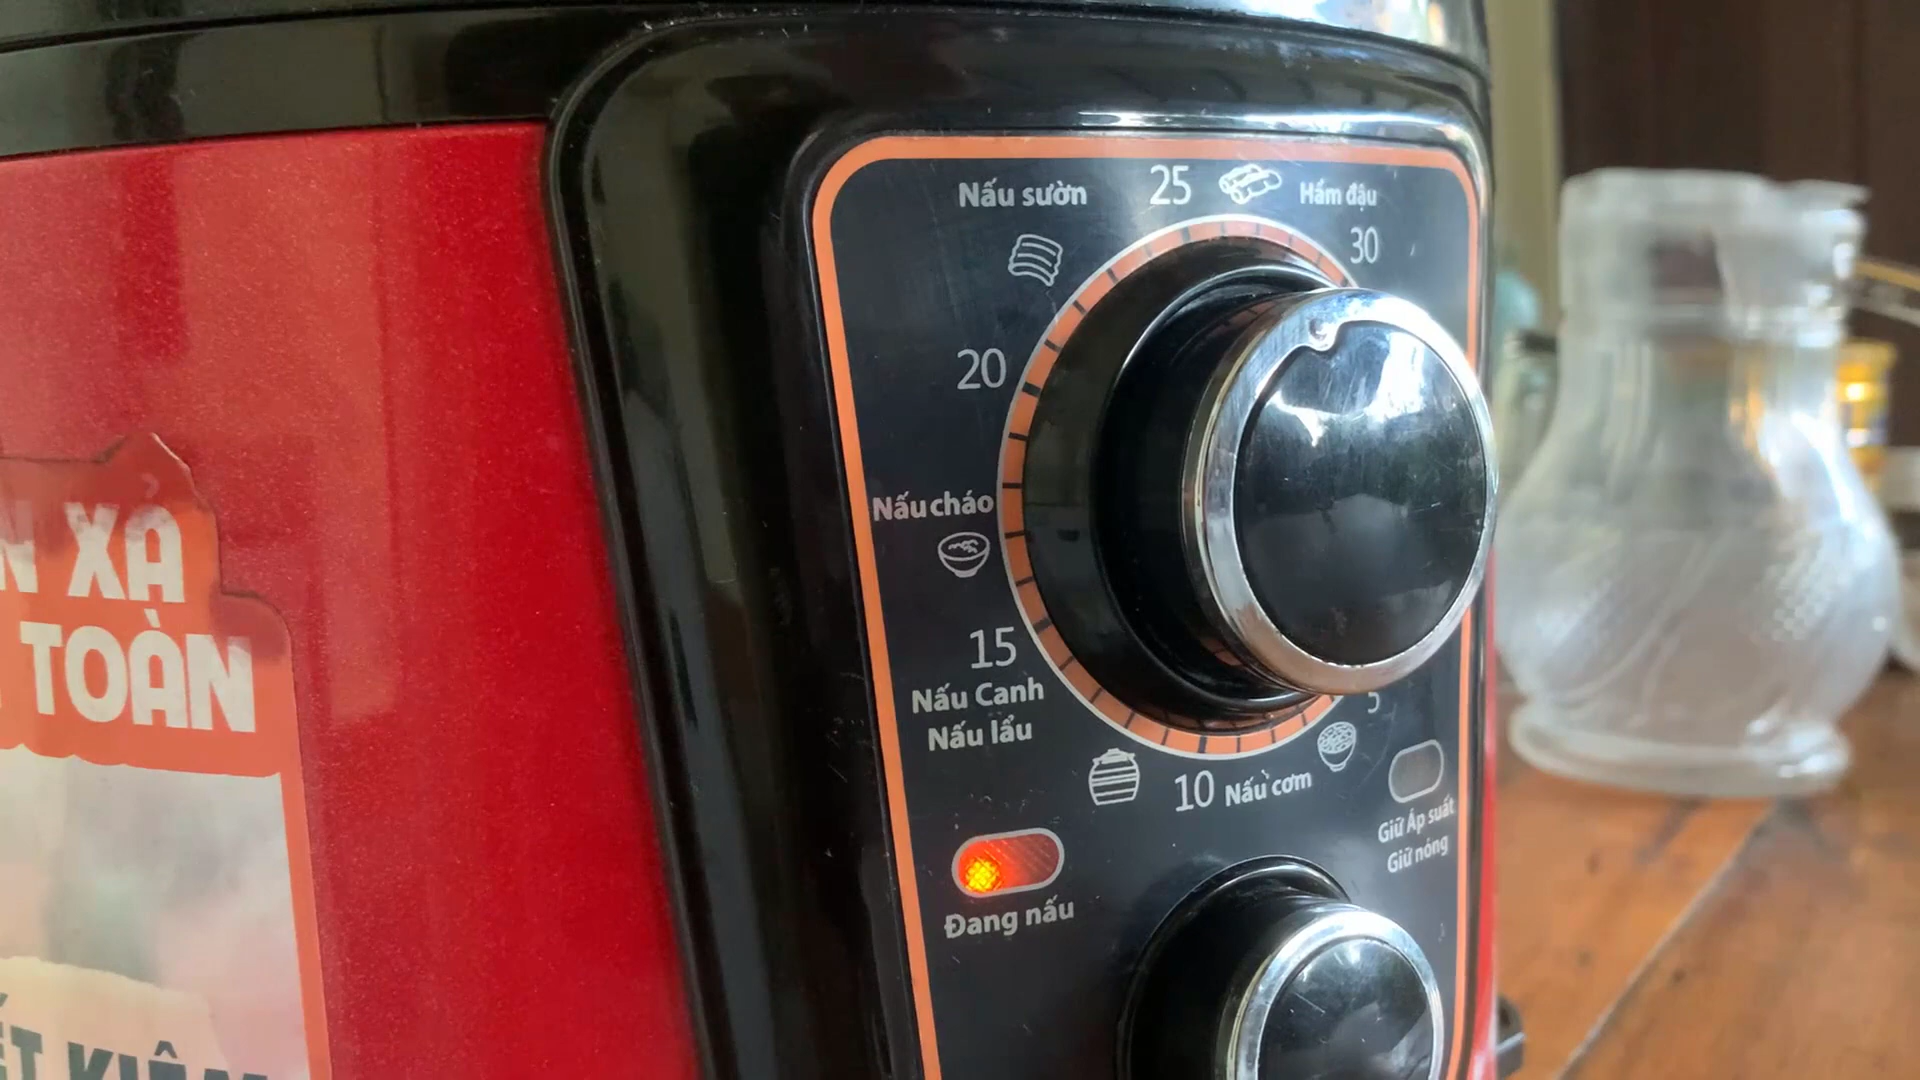 Nấu sườn
25
Hầm đậu
30
20
Nấu cháo
15
Nấu Canh
Nấu lẩu
5
10 Nấu cơm
Giữ Áp suất
Giữ nóng
Đang nấu
XẢ
TOÀN